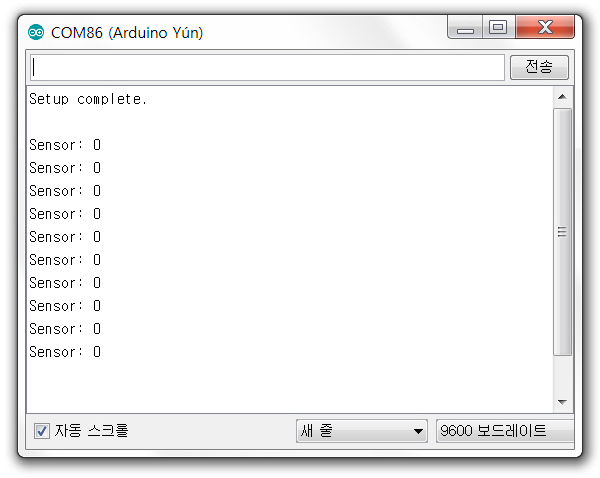 COM86 (Arduino Yún)
전송
Setup complete.
Sensor: 0
Sensor: 0
Sensor: 0
Sensor: 0
Sensor: 0
Sensor: 0
Sensor: 0
Sensor: 0
Sensor: 0
Sensor: 0
자동 스크롤
새 줄
9600 보드레이트